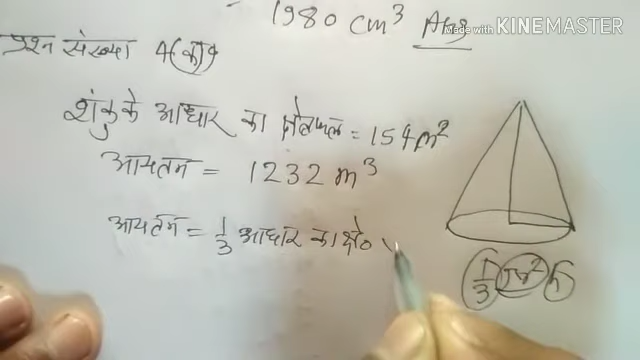 1980 cm³ Ans
Made with KINEMASTER
प्रश्न संख्या 4(क)9
शंकु के आधार का क्षेत्रफल = 154 m²
आयतन = 1232 m³
आयतन = 1/3 आधार का क्षे०
1/3 πr² h